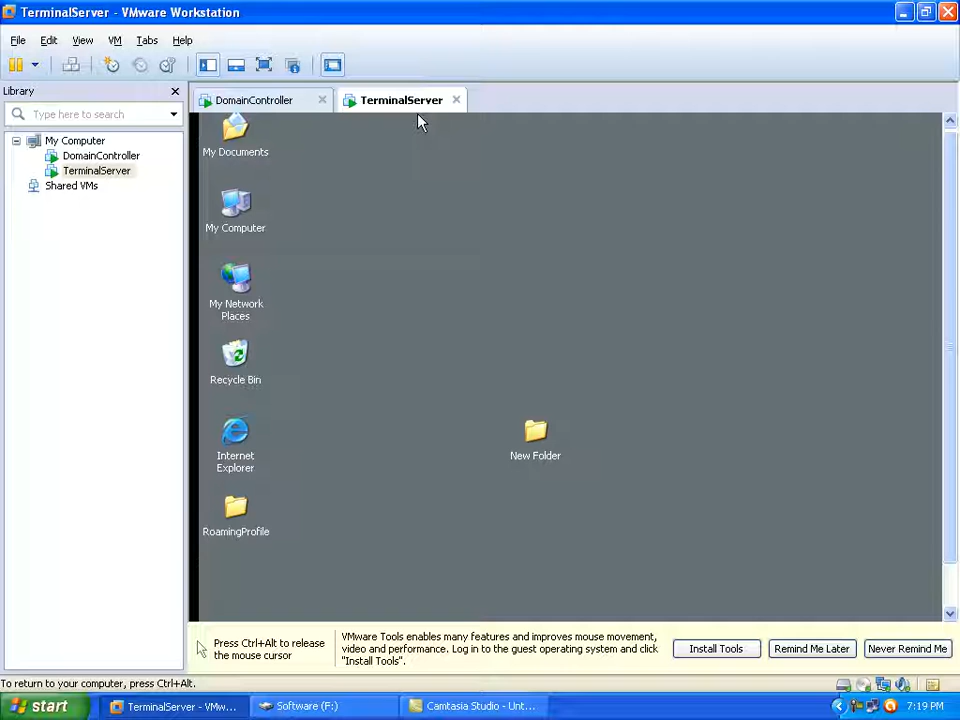 TerminalServer - VMware Workstation
File Edit View VM Tabs Help
Library
Type here to search
My Computer
DomainController
TerminalServer
Shared VMs
DomainController
TerminalServer
My Documents
My Computer
My Network
Places
Recycle Bin
Internet
Explorer
RoamingProfile
New Folder
Press Ctrl+Alt to release
the mouse cursor
VMware Tools enables many features and improves mouse movement,
video and performance. Log in to the guest operating system and click
"Install Tools".
Install Tools
Remind Me Later
Never Remind Me
To return to your computer, press Ctrl+Alt.
start
TerminalServer - VMw...
Software (F:)
Camtasia Studio - Unt...
7:19 PM